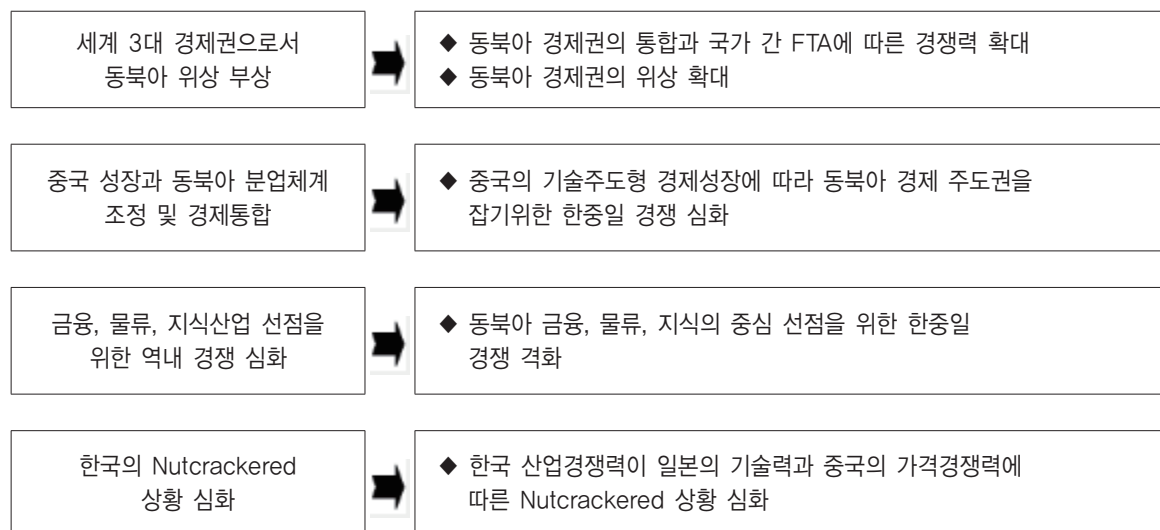 세계 3대 경제권으로서
동북아 위상 부상
◆ 동북아 경제권의 통합과 국가 간 FTA에 따른 경쟁력 확대
◆ 동북아 경제권의 위상 확대
중국 성장과 동북아 분업체계
조정 및 경제통합
◆ 중국의 기술주도형 경제성장에 따라 동북아 경제 주도권을
잡기위한 한중일 경쟁 심화
금융, 물류, 지식산업 선점을
위한 역내 경쟁 심화
◆ 동북아 금융, 물류, 지식의 중심 선점을 위한 한중일
경쟁 격화
한국의 Nutcrackered
상황 심화
◆ 한국 산업경쟁력이 일본의 기술력과 중국의 가격경쟁력에
따른 Nutcrackered 상황 심화